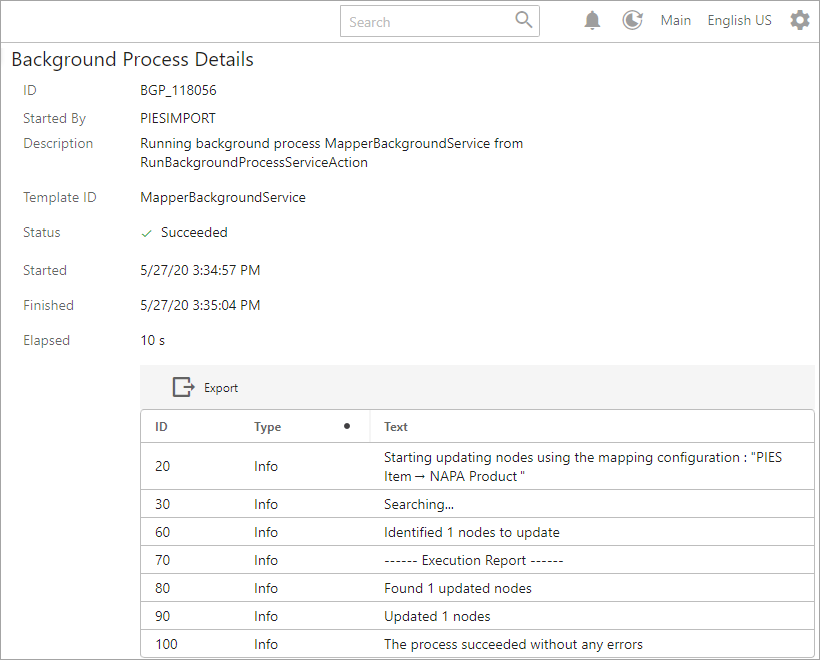 Search
Main
English US
Background Process Details
ID BGP_118056
Started By PIESIMPORT
Description Running background process MapperBackgroundService from
RunBackgroundProcessServiceAction
Template ID MapperBackgroundService
Status Succeeded
Started 5/27/20 3:34:57 PM
Finished 5/27/20 3:35:04 PM
Elapsed 10 s
Export
ID Type Text
20 Info Starting updating nodes using the mapping configuration : "PIES
Item → NAPA Product "
30 Info Searching...
60 Info Identified 1 nodes to update
70 Info ------ Execution Report ------
80 Info Found 1 updated nodes
90 Info Updated 1 nodes
100 Info The process succeeded without any errors